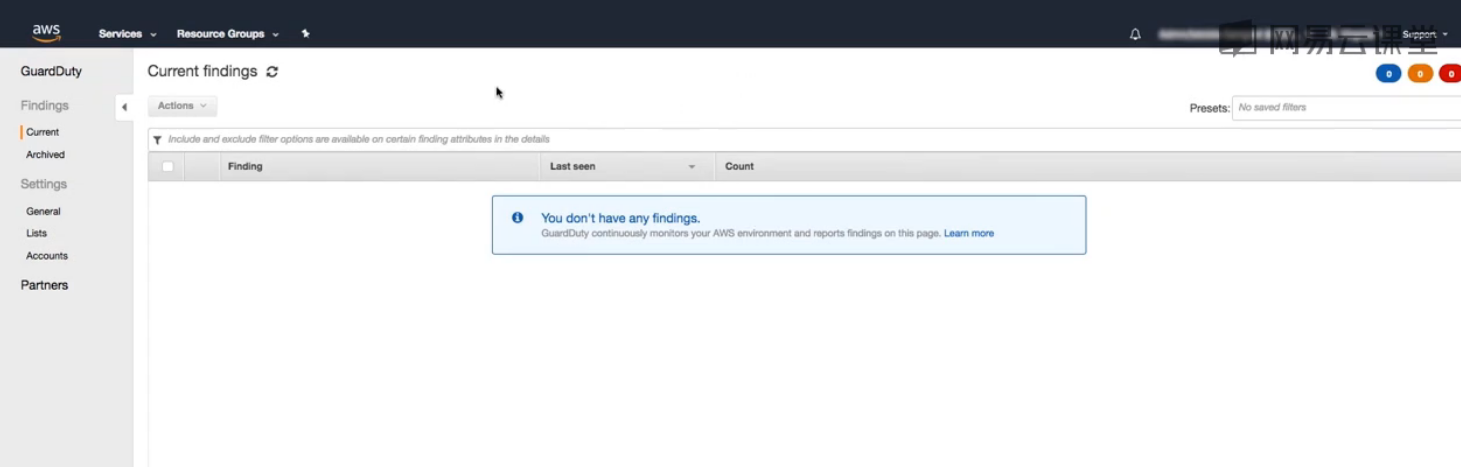 aws
Services
Resource Groups
网易云课堂
Support
GuardDuty
Current findings
0
0
0
Findings
Actions
Presets:
No saved filters
Current
Include and exclude filter options are available on certain finding attributes in the details
Archived
Finding
Last seen
Count
Settings
General
You don't have any findings.
Lists
GuardDuty continuously monitors your AWS environment and reports findings on this page. Learn more
Accounts
Partners